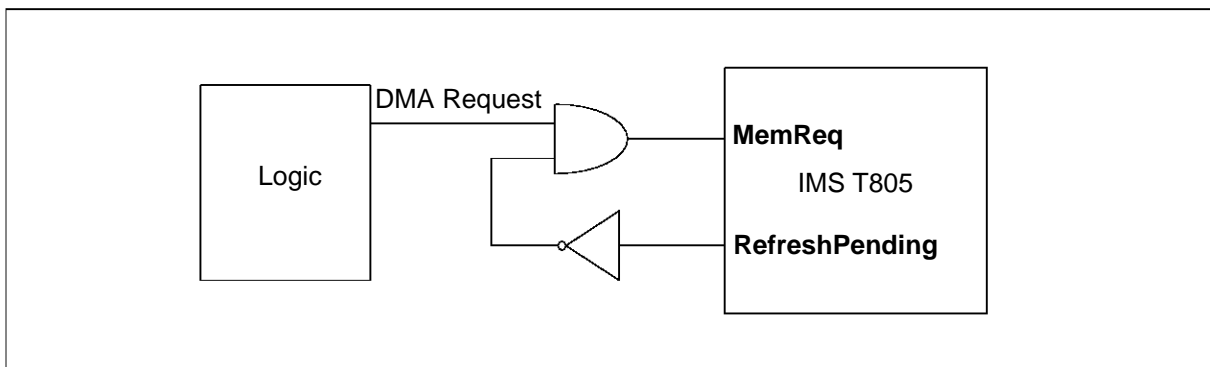 DMA Request
MemReq
Logic
IMS T805
RefreshPending